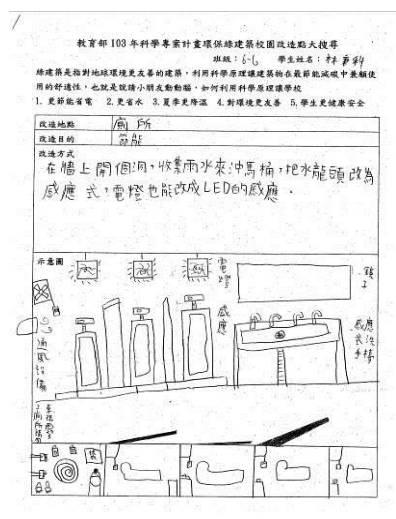 教育部 103 年科學專案計畫環保綠建築校園改造點大搜尋
班級：6-6 學生姓名：林
綠建築是指對地球環境更友善的建築，利用科學原理讓建築物在最節能減碳中兼顧使
用的舒適性，也就是說請小朋友動動腦，如何利用科學原理讓學校
1. 更節能省電 2. 更省水 3. 夏季更降溫 4. 對環境更友善 5. 學生更健康安全
改造地點 廁所
改造目的 節能
改造方式
在牆上開個洞，收集雨水來沖馬桶，把水龍頭改為
感應式，電燈也能改成LED的感應。
示意圖
電燈
感應
鏡子
感應式洗手
通風設備